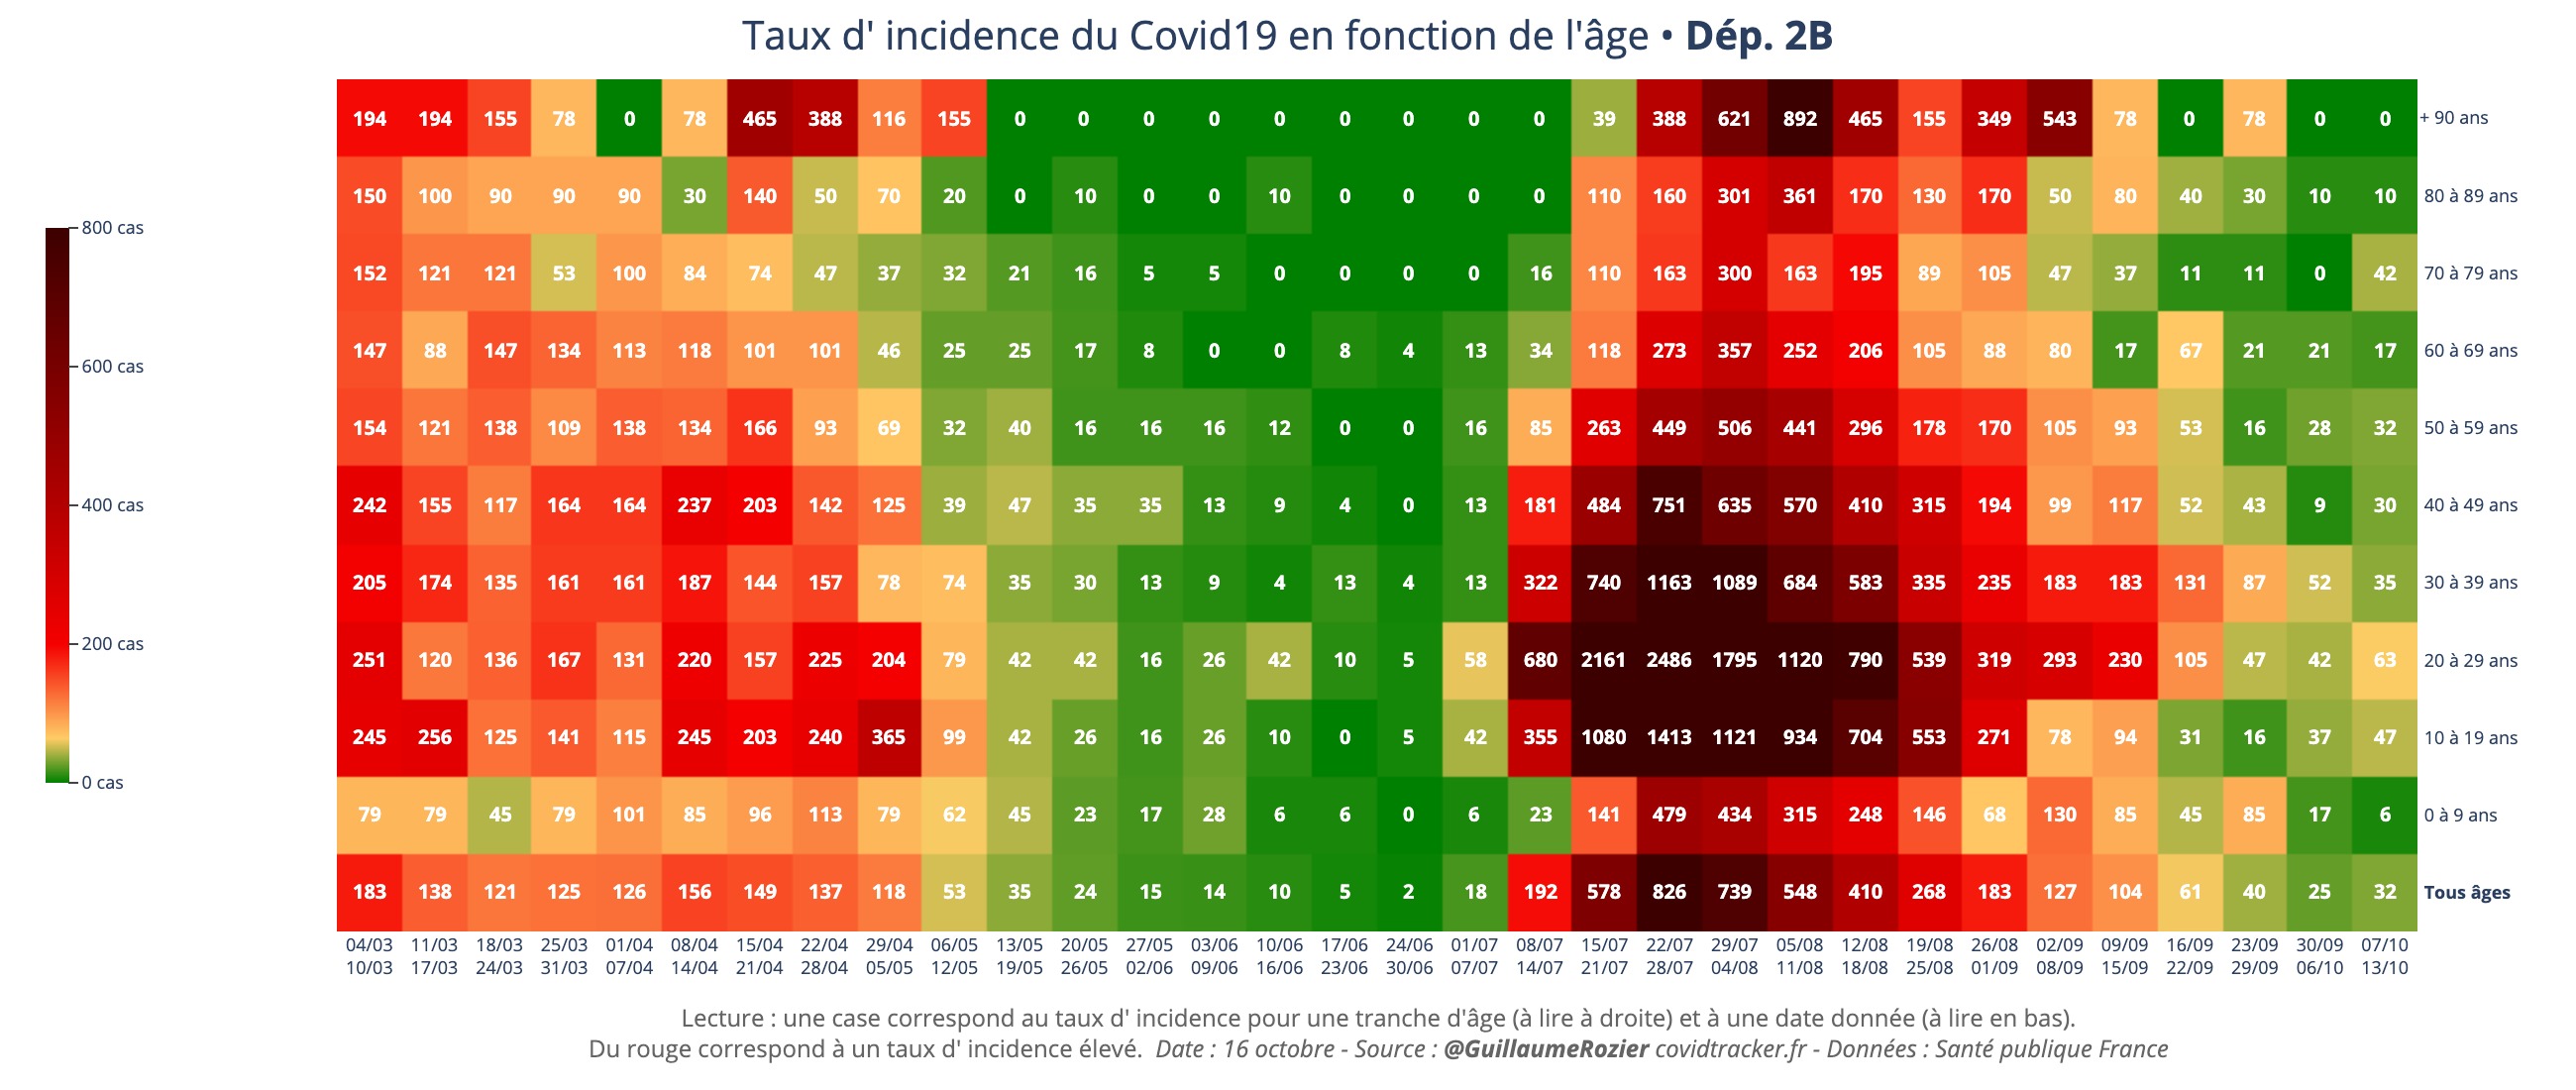 Taux d' incidence du Covid19 en fonction de l'âge • Dép. 2B
194 194 155 78 0 78 465 388 116 155 0 0 0 0 0 0 0 0 0 39 388 621 892 465 155 349 543 78 0 78 0 0 + 90 ans
150 100 90 90 90 30 140 50 70 20 0 10 0 0 10 0 0 0 0 110 160 301 361 170 130 170 50 80 40 30 10 10 80 à 89 ans
800 cas
152 121 121 53 100 84 74 47 37 32 21 16 5 5 0 0 0 0 16 110 163 300 163 195 89 105 47 37 11 11 0 42 70 à 79 ans
147 88 147 134 113 118 101 101 46 25 25 17 8 0 0 8 4 13 34 118 273 357 252 206 105 88 80 17 67 21 21 17 60 à 69 ans
600 cas
154 121 138 109 138 134 166 93 69 32 40 16 16 16 12 0 0 16 85 263 449 506 441 296 178 170 105 93 53 16 28 32 50 à 59 ans
400 cas
242 155 117 164 164 237 203 142 125 39 47 35 35 13 9 4 0 13 181 484 751 635 570 410 315 194 99 117 52 43 9 30 40 à 49 ans
205 174 135 161 161 187 144 157 78 74 35 30 13 9 4 13 4 13 322 740 1163 1089 684 583 335 235 183 183 131 87 52 35 30 à 39 ans
200 cas
251 120 136 167 131 220 157 225 204 79 42 42 16 26 42 10 5 58 680 2161 2486 1795 1120 790 539 319 293 230 105 47 42 63 20 à 29 ans
245 256 125 141 115 245 203 240 365 99 42 26 16 26 10 0 5 42 355 1080 1413 1121 934 704 553 271 78 94 31 16 37 47 10 à 19 ans
0 cas
79 79 45 79 101 85 96 113 79 62 45 23 17 28 6 6 0 6 23 141 479 434 315 248 146 68 130 85 45 85 17 6 0 à 9 ans
183 138 121 125 126 156 149 137 118 53 35 24 15 14 10 5 2 18 192 578 826 739 548 410 268 183 127 104 61 40 25 32 Tous âges
04/03 11/03 18/03 25/03 01/04 08/04 15/04 22/04 29/04 06/05 13/05 20/05 27/05 03/06 10/06 17/06 24/06 01/07 08/07 15/07 22/07 29/07 05/08 12/08 19/08 26/08 02/09 09/09 16/09 23/09 30/09 07/10
10/03 17/03 24/03 31/03 07/04 14/04 21/04 28/04 05/05 12/05 19/05 26/05 02/06 09/06 16/06 23/06 30/06 07/07 14/07 21/07 28/07 04/08 11/08 18/08 25/08 01/09 08/09 15/09 22/09 29/09 06/10 13/10
Lecture : une case correspond au taux d' incidence pour une tranche d'âge (à lire à droite) et à une date donnée (à lire en bas).
Du rouge correspond à un taux d' incidence élevé. Date : 16 octobre - Source : @GuillaumeRozier covidtracker.fr - Données : Santé publique France